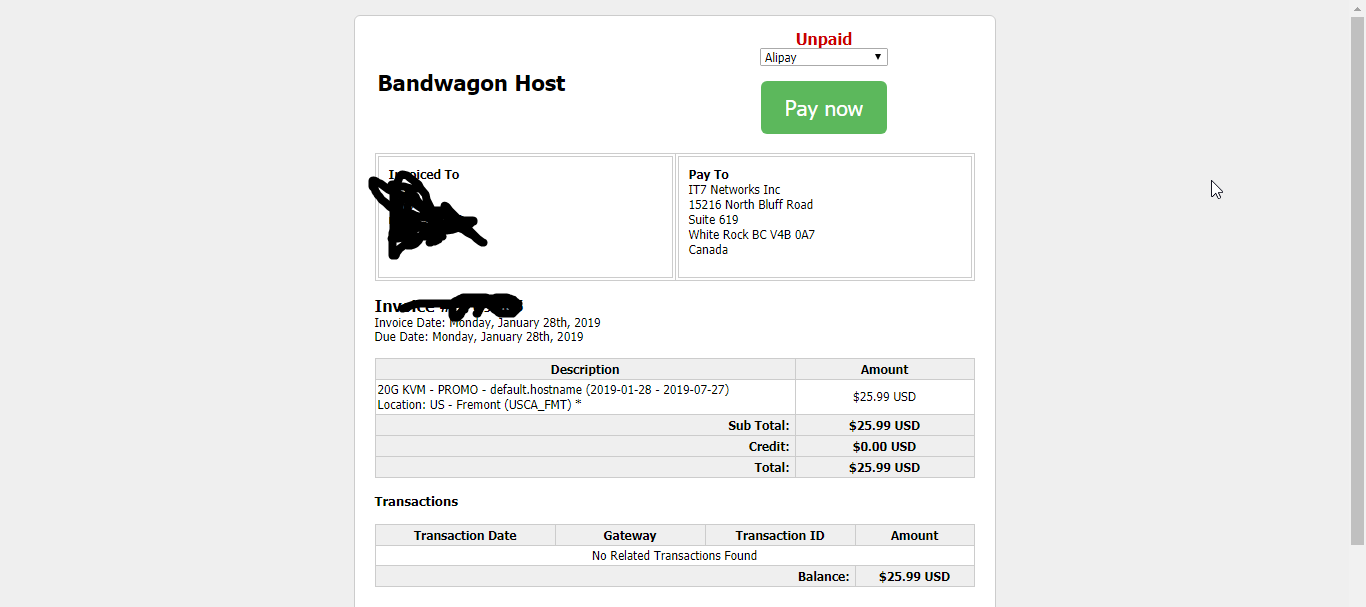 Unpaid
Alipay
Bandwagon Host
Pay now
Invoiced To
Pay To
IT7 Networks Inc
15216 North Bluff Road
Suite 619
White Rock BC V4B 0A7
Canada
Invoice
Invoice Date: Monday, January 28th, 2019
Due Date: Monday, January 28th, 2019
Description Amount
20G KVM - PROMO - default.hostname (2019-01-28 - 2019-07-27) $25.99 USD
Location: US - Fremont (USCA_FMT) *
Sub Total: $25.99 USD
Credit: $0.00 USD
Total: $25.99 USD
Transactions
Transaction Date Gateway Transaction ID Amount
No Related Transactions Found
Balance: $25.99 USD